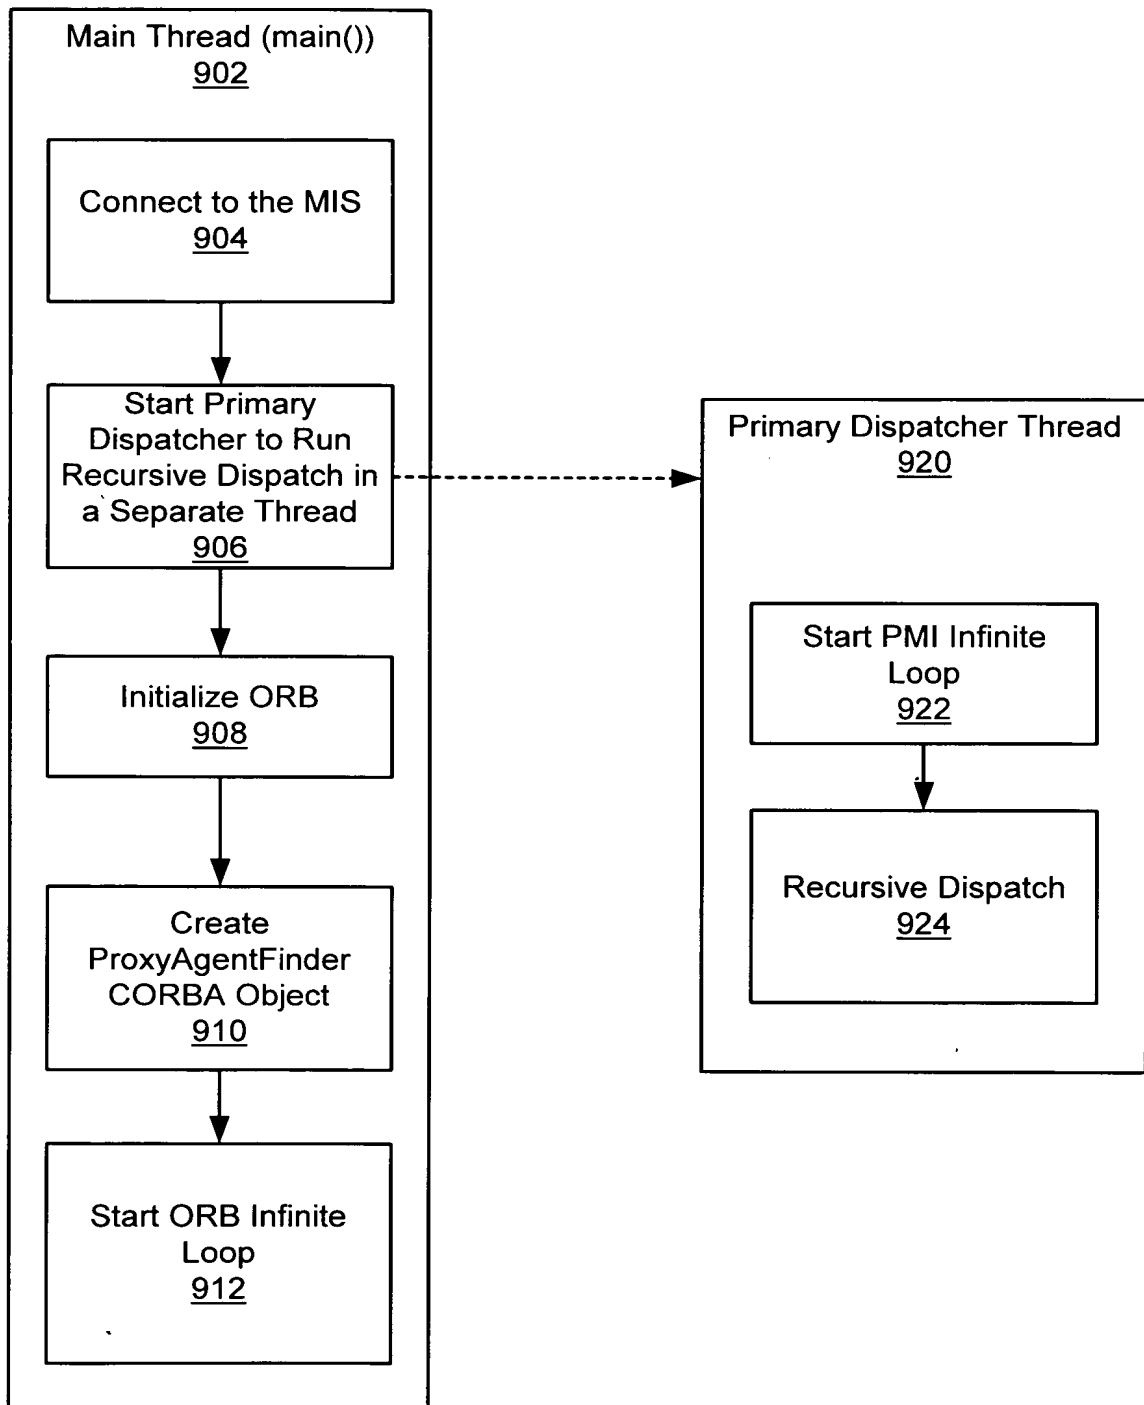 Main Thread (main())
902
Connect to the MIS
904
Start Primary
Dispatcher to Run
Recursive Dispatch in
a Separate Thread
906
Initialize ORB
908
Create
ProxyAgentFinder
CORBA Object
910
Start ORB Infinite
Loop
912
Primary Dispatcher Thread
920
Start PMI Infinite
Loop
922
Recursive Dispatch
924